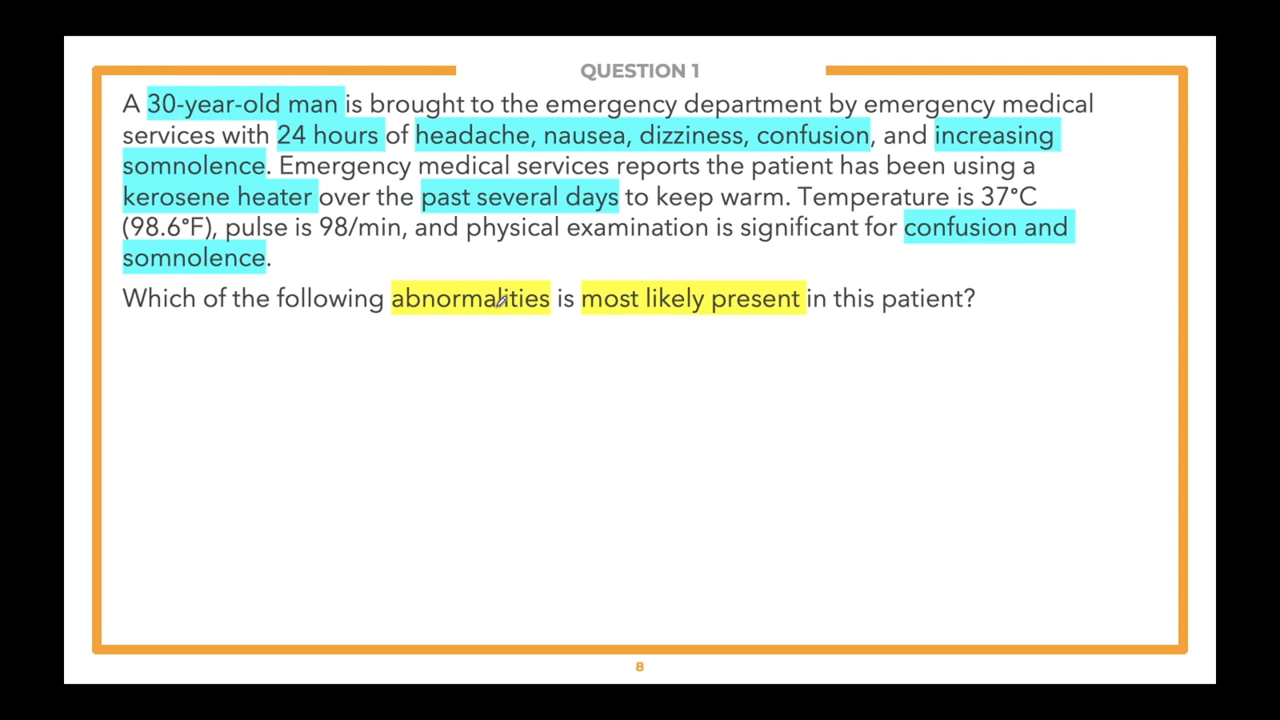 QUESTION 1
A 30-year-old man is brought to the emergency department by emergency medical
services with 24 hours of headache, nausea, dizziness, confusion, and increasing
somnolence. Emergency medical services reports the patient has been using a
kerosene heater over the past several days to keep warm. Temperature is 37°C
(98.6°F), pulse is 98/min, and physical examination is significant for confusion and
somnolence.
Which of the following abnormalities is most likely present in this patient?
8